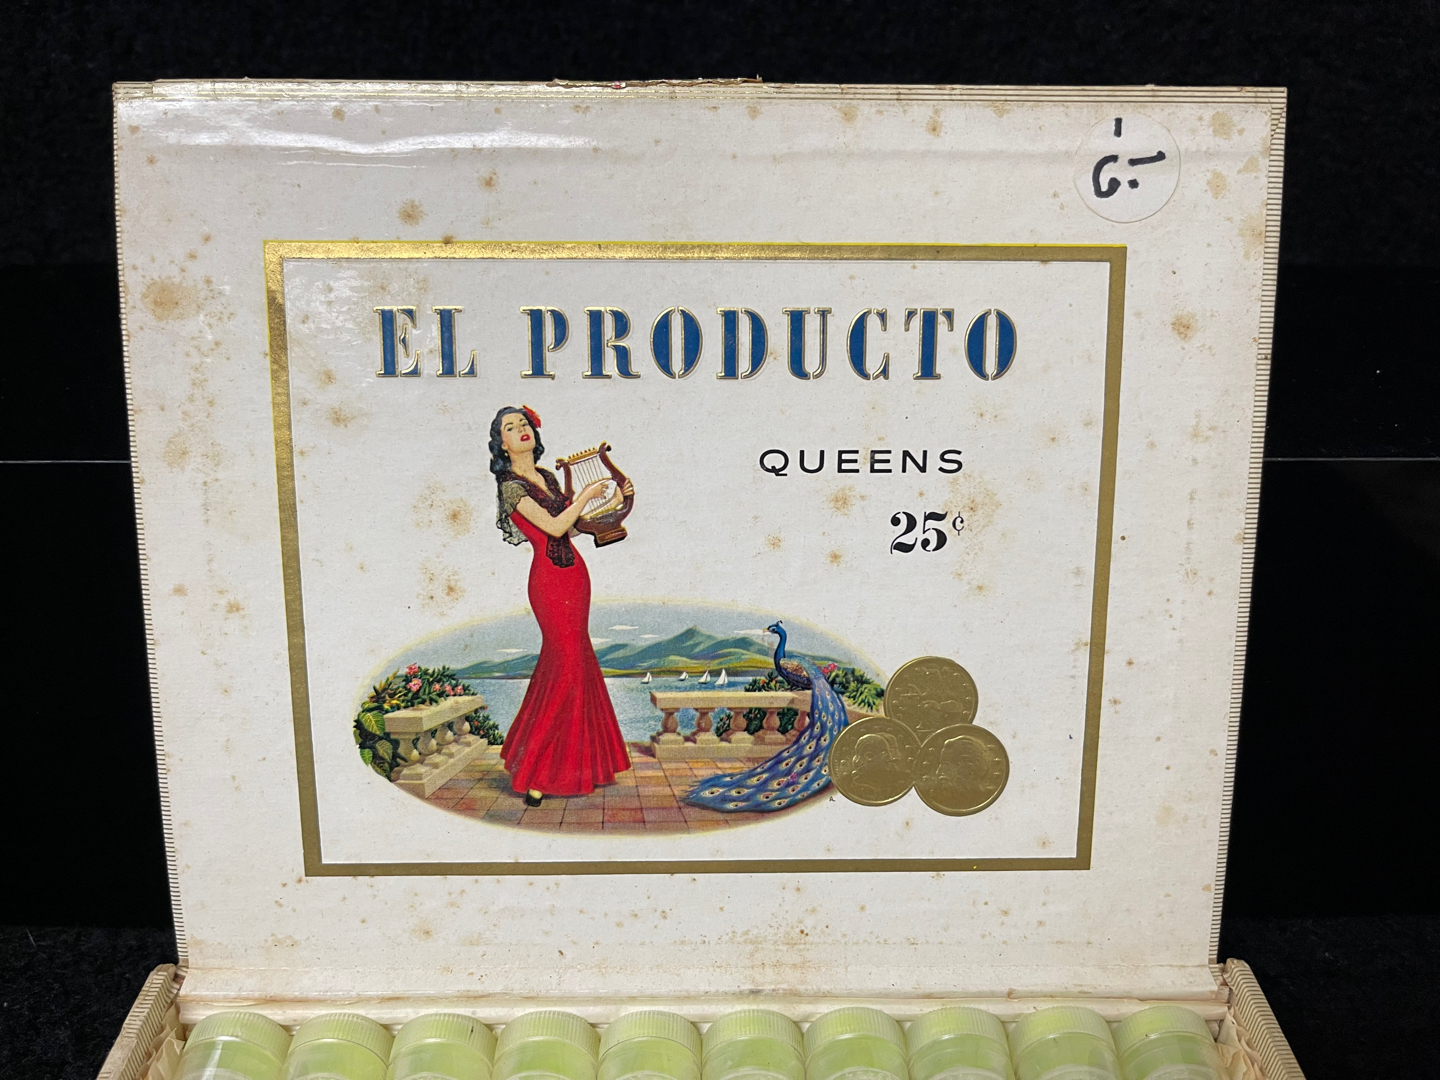 EL PRODUCTO
QUEENS
25¢